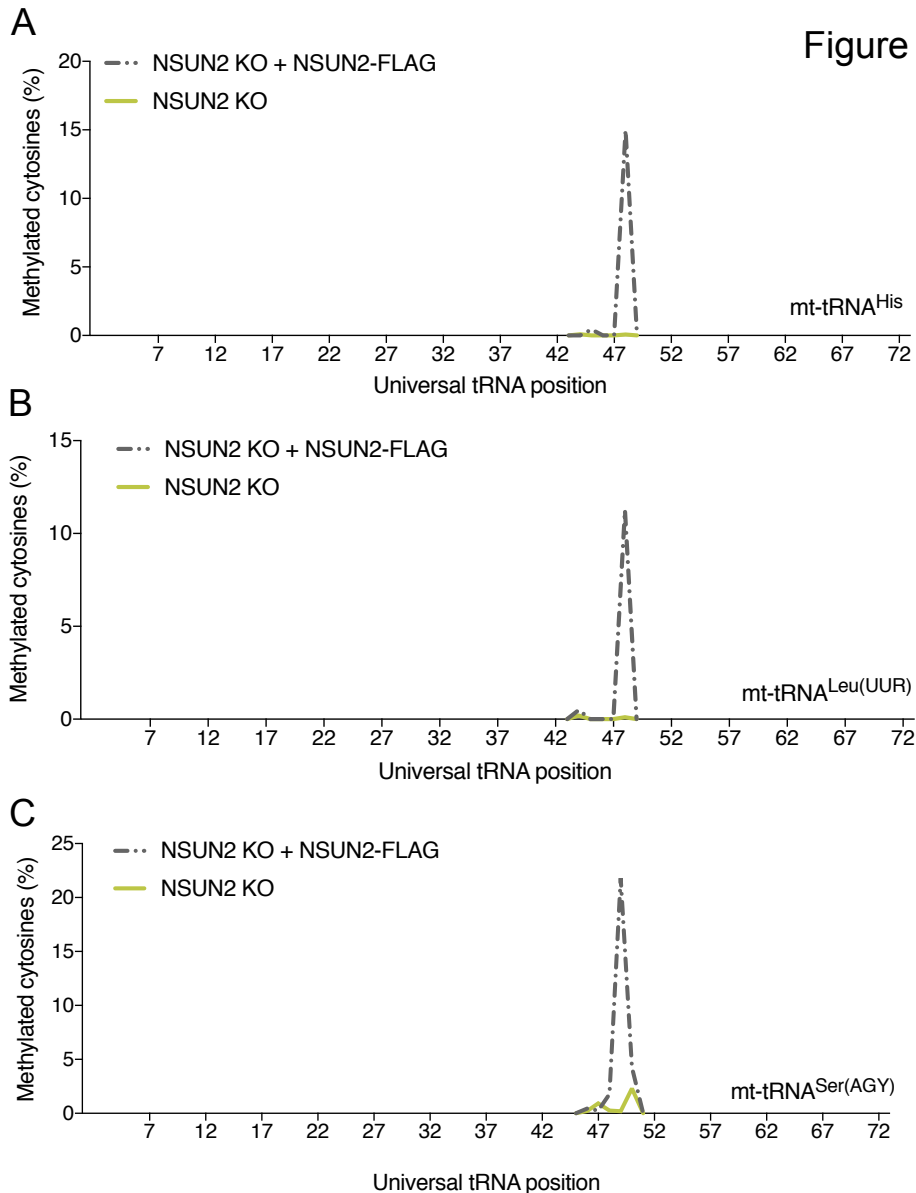 A
Figure
Methylated cytosines (%)
20
15
10
5
0
NSUN2 KO + NSUN2-FLAG
NSUN2 KO
mt-tRNAHis
7 12 17 22 27 32 37 42 47 52 57 62 67 72
Universal tRNA position
B
Methylated cytosines (%)
15
10
5
0
NSUN2 KO + NSUN2-FLAG
NSUN2 KO
mt-tRNALeu(UUR)
7 12 17 22 27 32 37 42 47 52 57 62 67 72
Universal tRNA position
C
Methylated cytosines (%)
25
20
15
10
5
0
NSUN2 KO + NSUN2-FLAG
NSUN2 KO
mt-tRNASer(AGY)
7 12 17 22 27 32 37 42 47 52 57 62 67 72
Universal tRNA position